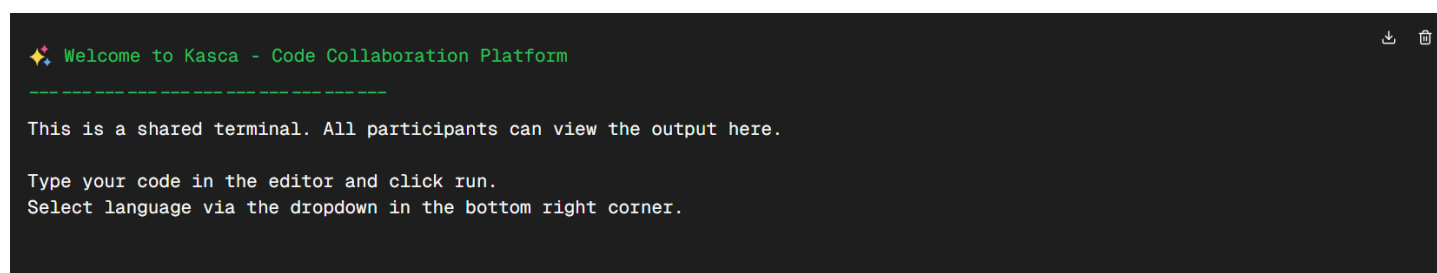 ✨ Welcome to Kasca - Code Collaboration Platform
_________________________________
This is a shared terminal. All participants can view the output here.
Type your code in the editor and click run.
Select language via the dropdown in the bottom right corner.